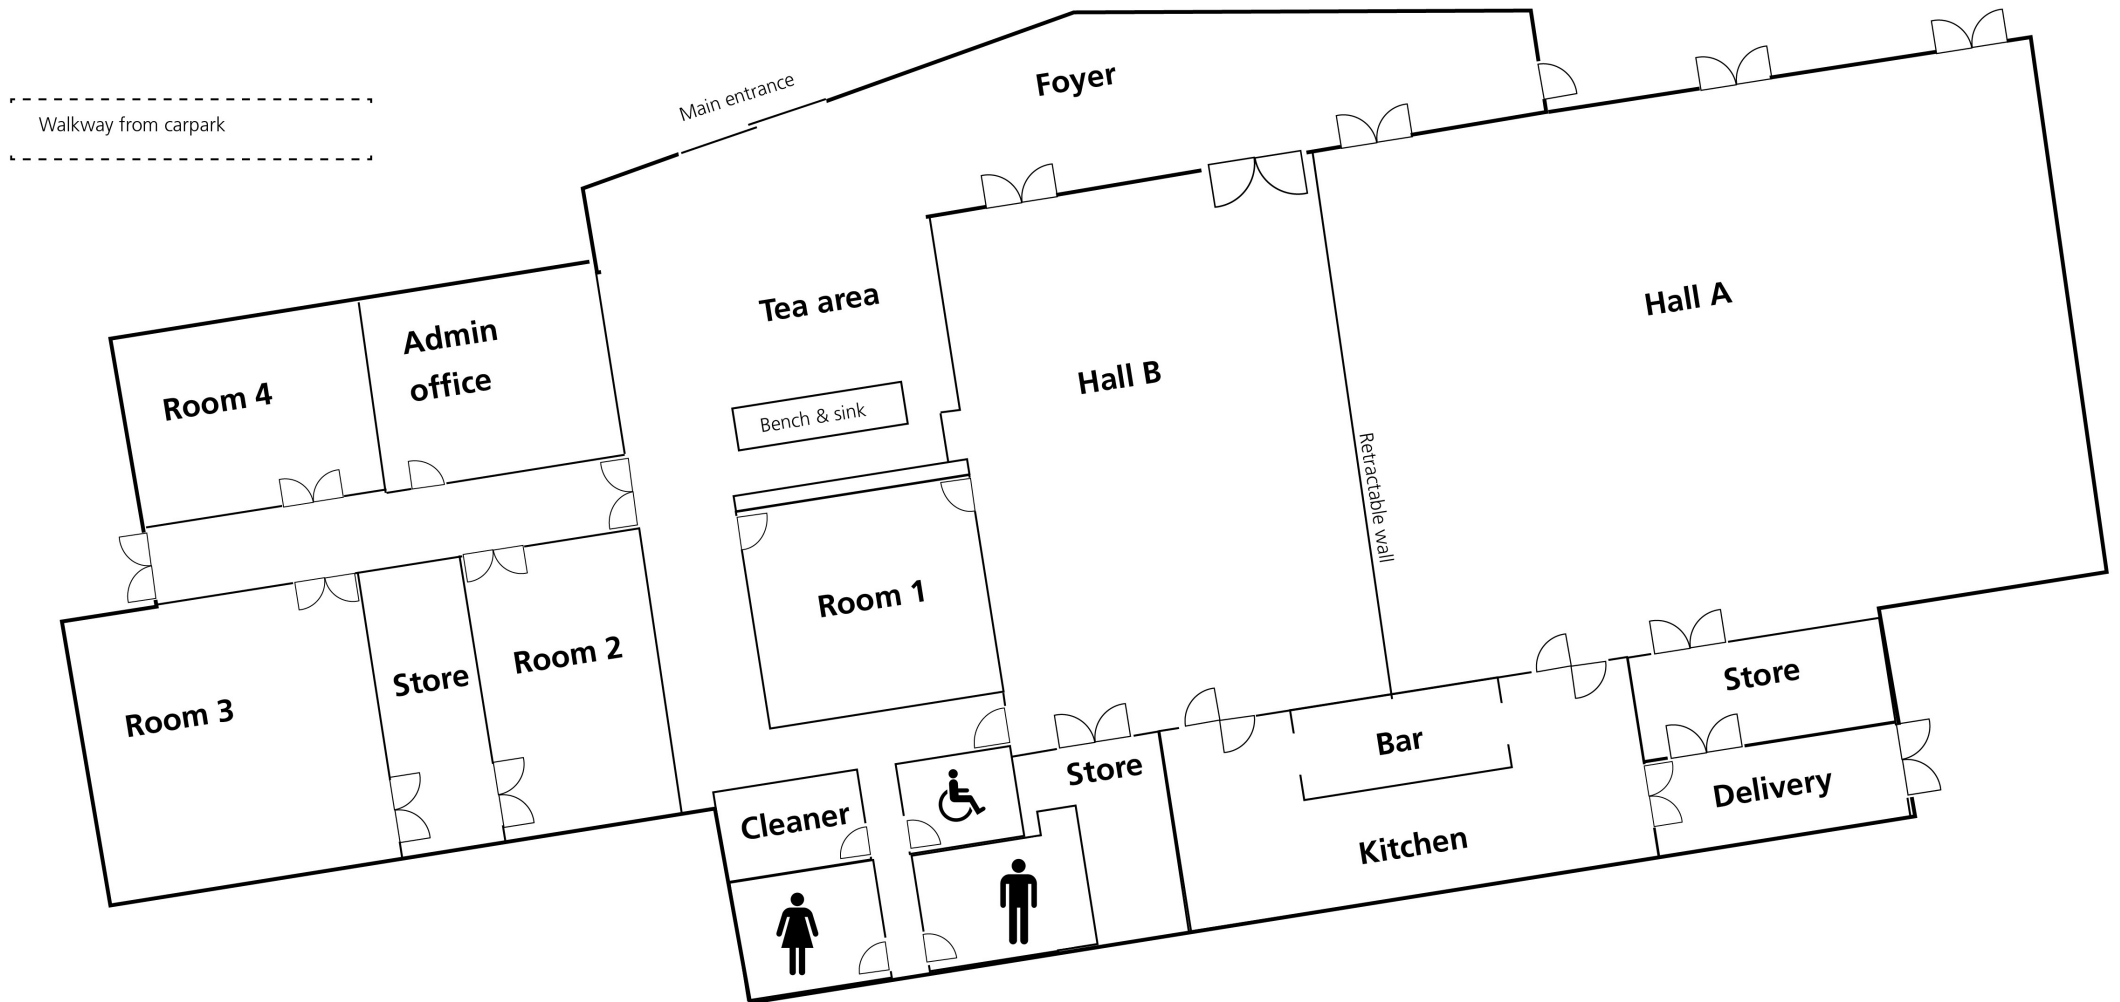 Main entrance
Foyer
Walkway from carpark
Tea area
Hall A
Admin
office
Hall B
Room 4
Bench & sink
Retractable wall
Room 1
Room 2
Store
Room 3
Store
Bar
Store
Delivery
Cleaner
Kitchen